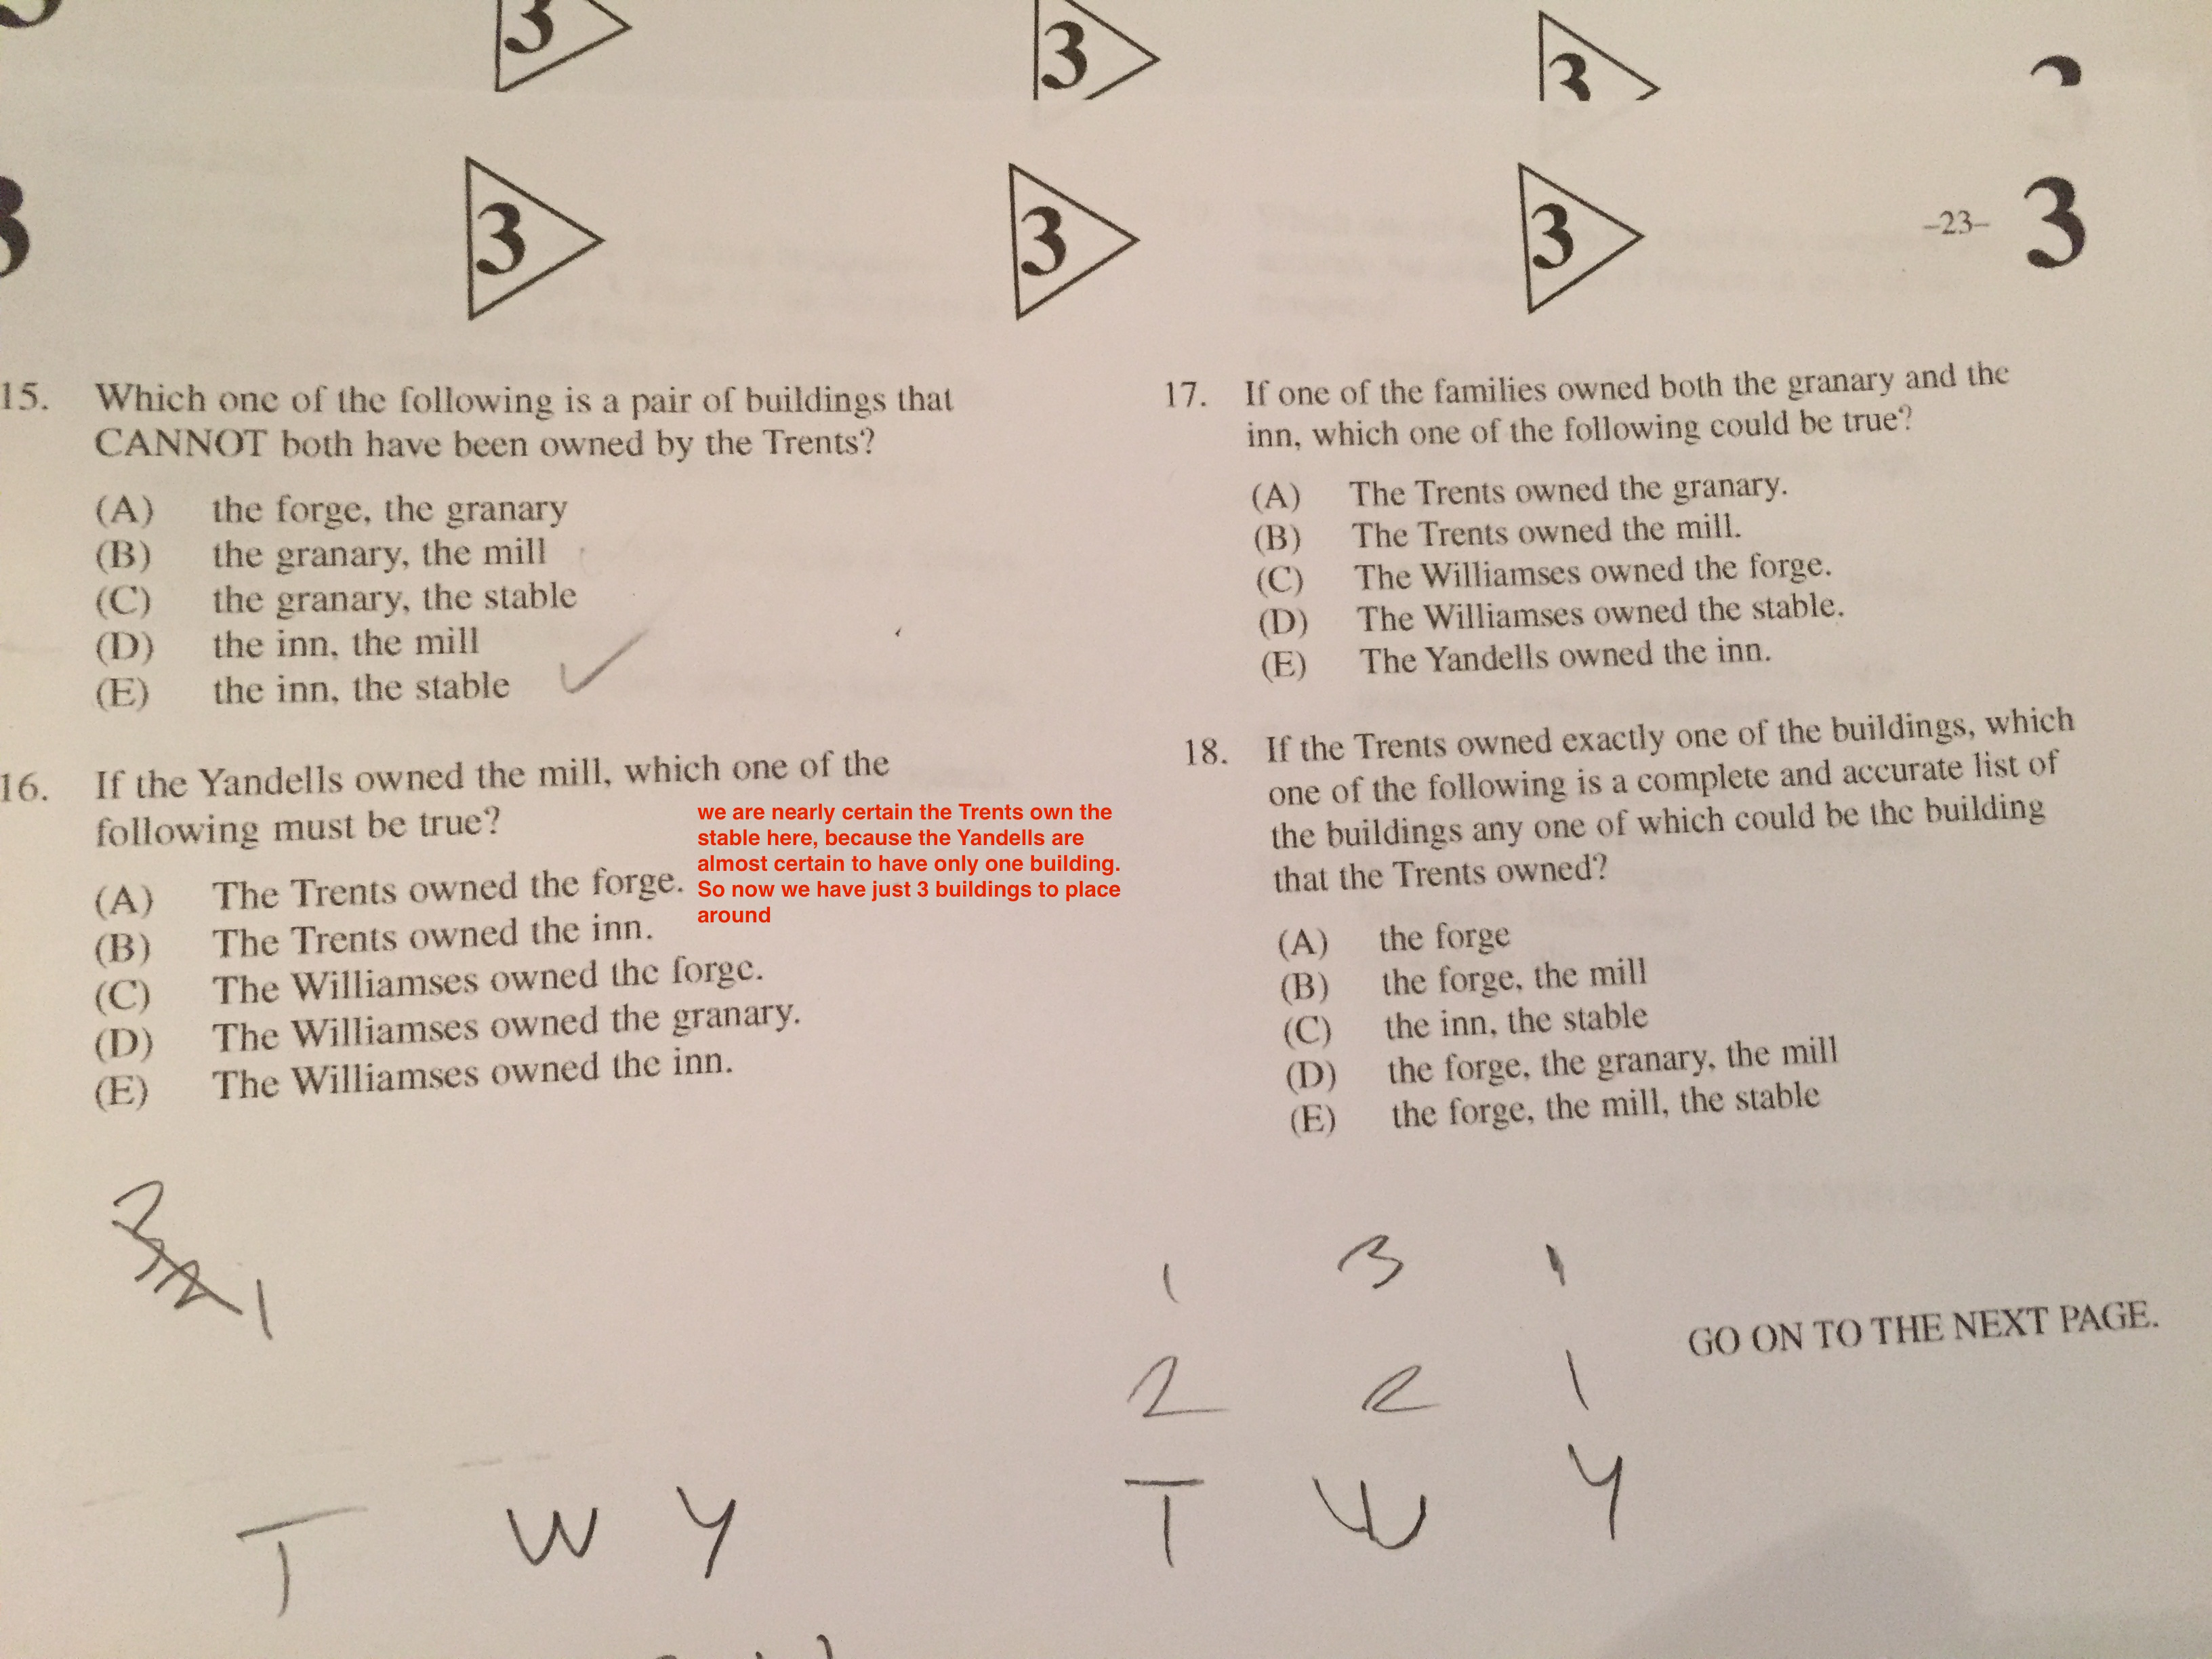 3
3
3
3
3
3
–23–
3
15. Which one of the following is a pair of buildings that
CANNOT both have been owned by the Trents?
(A) the forge, the granary
(B) the granary, the mill
(C) the granary, the stable
(D) the inn, the mill
(E) the inn, the stable
16. If the Yandells owned the mill, which one of the
following must be true?
we are nearly certain the Trents own the
stable here, because the Yandells are
almost certain to have only one building.
So now we have just 3 buildings to place
around
(A) The Trents owned the forge.
(B) The Trents owned the inn.
(C) The Williamses owned the forge.
(D) The Williamses owned the granary.
(E) The Williamses owned the inn.
17. If one of the families owned both the granary and the
inn, which one of the following could be true?
(A) The Trents owned the granary.
(B) The Trents owned the mill.
(C) The Williamses owned the forge.
(D) The Williamses owned the stable.
(E) The Yandells owned the inn.
18. If the Trents owned exactly one of the buildings, which
one of the following is a complete and accurate list of
the buildings any one of which could be the building
that the Trents owned?
(A) the forge
(B) the forge, the mill
(C) the inn, the stable
(D) the forge, the granary, the mill
(E) the forge, the mill, the stable
1 3 1
2 2 1
T W Y
GO ON TO THE NEXT PAGE.
1
T W Y